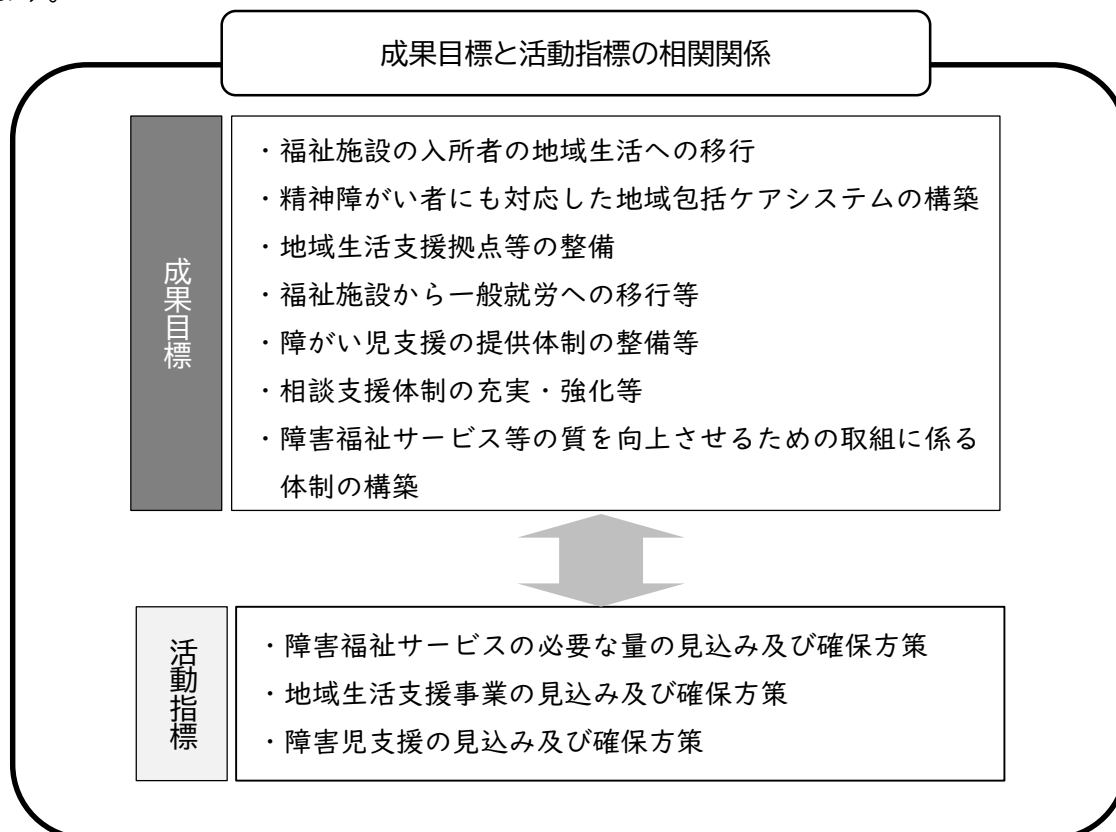 成果目標と活動指標の相関関係
成果目標
・福祉施設の入所者の地域生活への移行
・精神障がい者にも対応した地域包括ケアシステムの構築
・地域生活支援拠点等の整備
・福祉施設から一般就労への移行等
・障がい児支援の提供体制の整備等
・相談支援体制の充実・強化等
・障害福祉サービス等の質を向上させるための取組に係る
体制の構築
活動指標
・障害福祉サービスの必要な量の見込み及び確保方策
・地域生活支援事業の見込み及び確保方策
・障害児支援の見込み及び確保方策